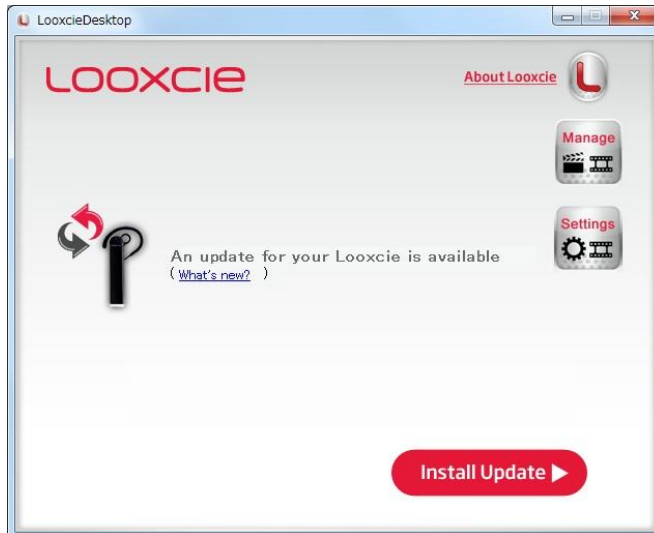 LooxcieDesktop
LOOXCIE
About Looxcie
L
Manage
Settings
An update for your Looxcie is available
( What's new? )
Install Update